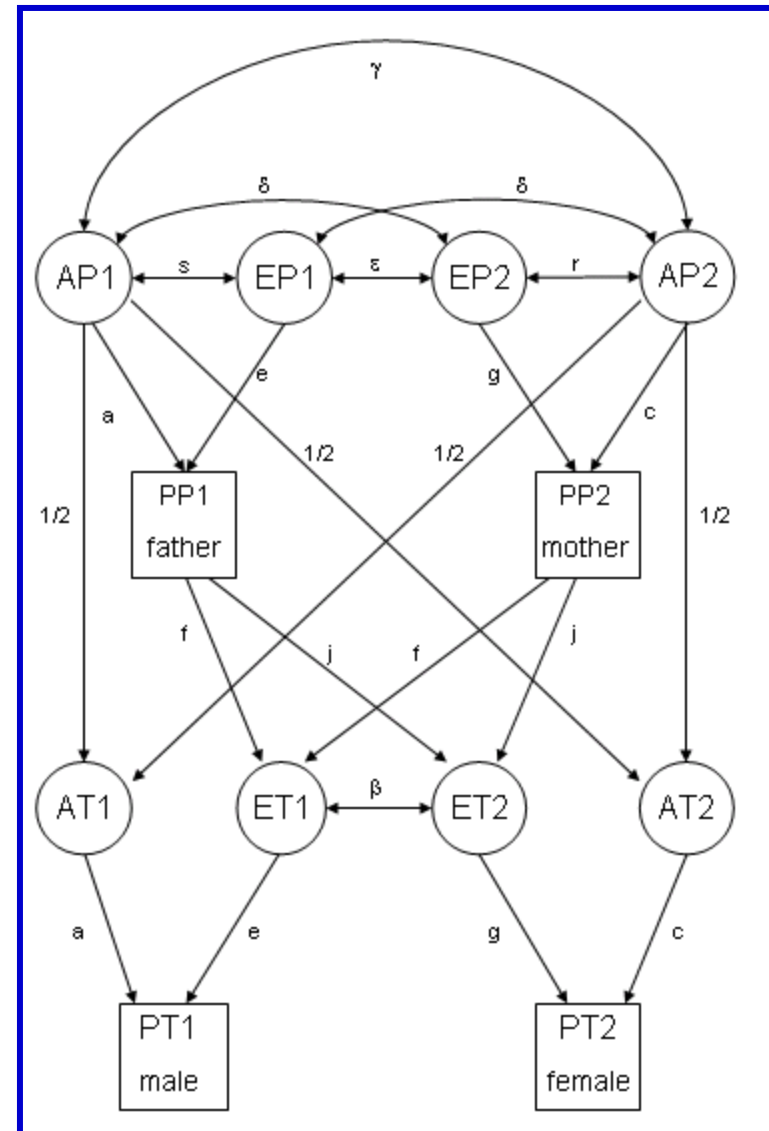 γ
δ δ
AP1 s EP1 ε EP2 r AP2
e g
a c
1/2 1/2
PP1 PP2
1/2 father mother 1/2
f j f j
β
AT1 ET1 ET2 AT2
a e g c
PT1 PT2
male female